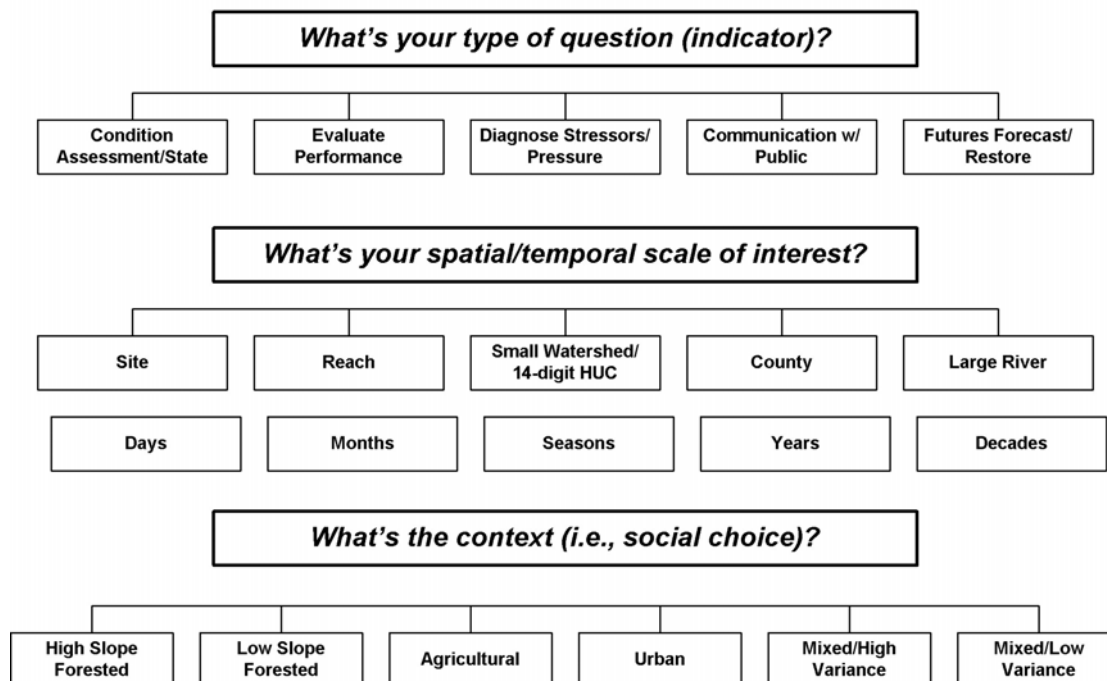 What's your type of question (indicator)?
Condition
Assessment/State
Evaluate
Performance
Diagnose Stressors/
Pressure
Communication w/
Public
Futures Forecast/
Restore
What's your spatial/temporal scale of interest?
Site
Reach
Small Watershed/
14-digit HUC
County
Large River
Days
Months
Seasons
Years
Decades
What's the context (i.e., social choice)?
High Slope
Forested
Low Slope
Forested
Agricultural
Urban
Mixed/High
Variance
Mixed/Low
Variance